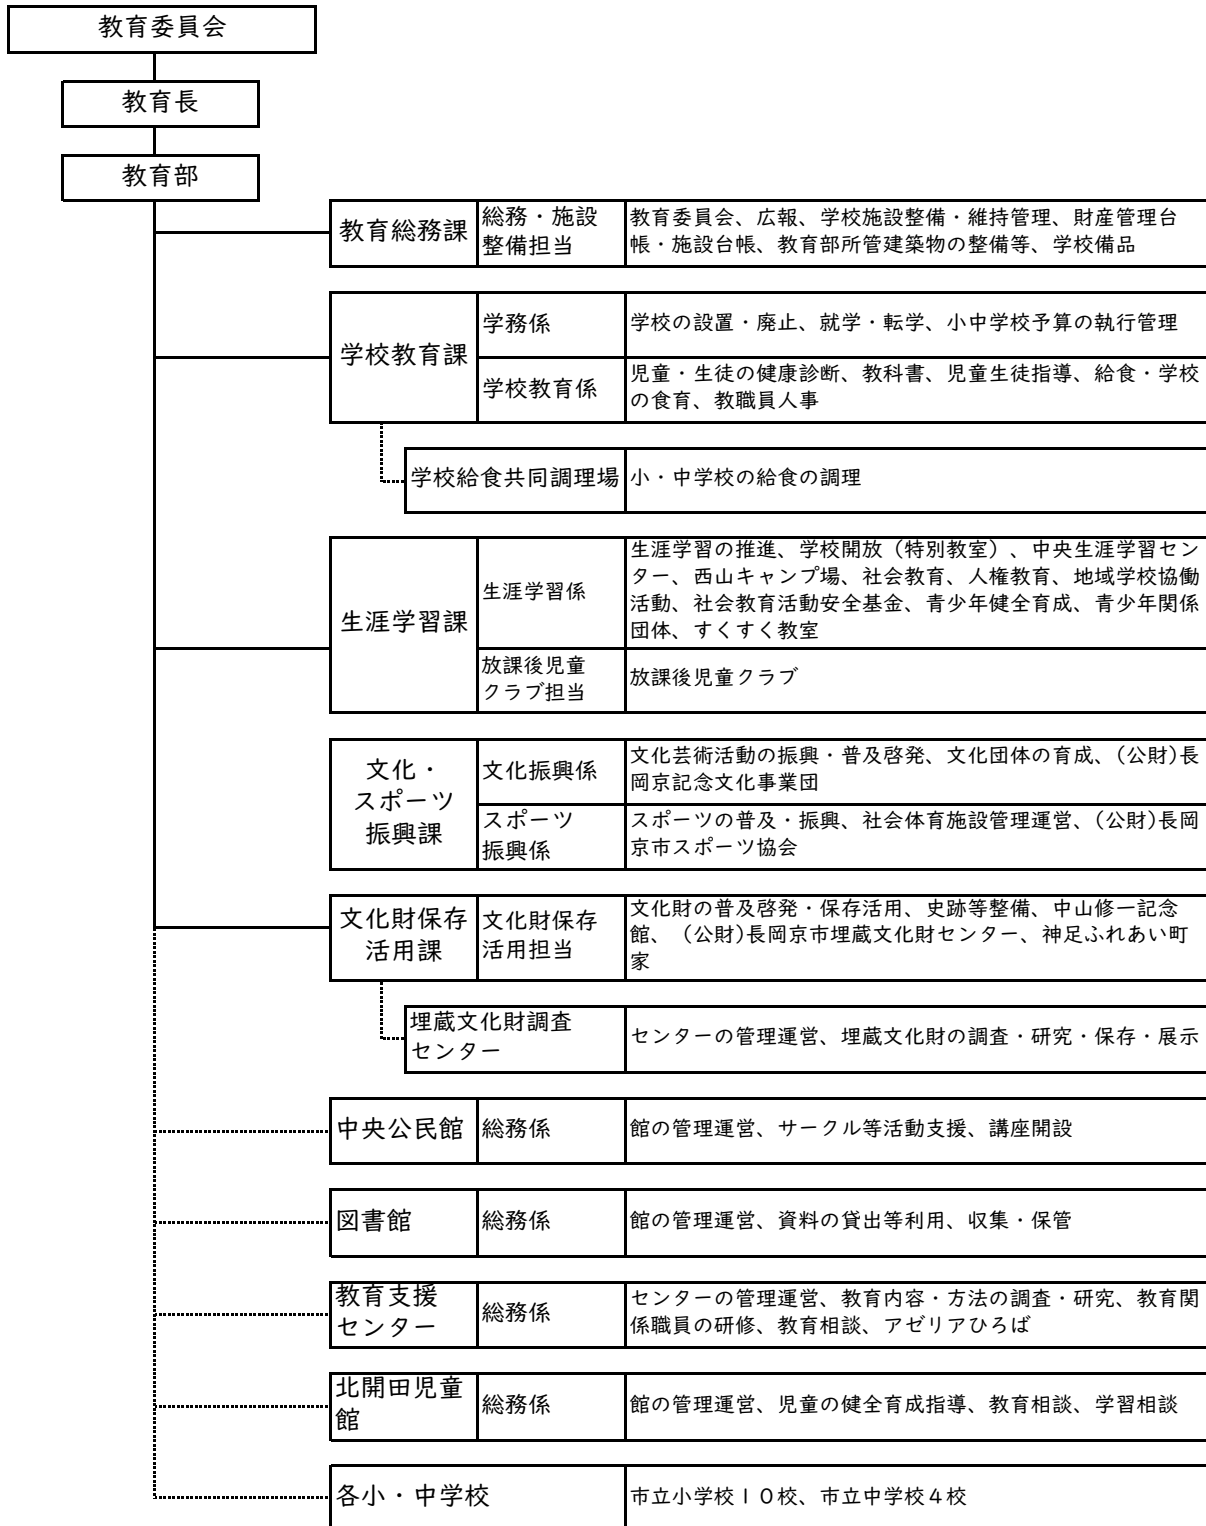 教育委員会
教育長
教育部
教育総務課
総務・施設
整備担当
教育委員会、広報、学校施設整備・維持管理、財産管理台
帳・施設台帳、教育部所管建築物の整備等、学校備品
学校教育課
学務係
学校の設置・廃止、就学・転学、小中学校予算の執行管理
学校教育係
児童・生徒の健康診断、教科書、児童生徒指導、給食・学校
の食育、教職員人事
学校給食共同調理場
小・中学校の給食の調理
生涯学習課
生涯学習係
生涯学習の推進、学校開放（特別教室）、中央生涯学習セン
ター、西山キャンプ場、社会教育、人権教育、地域学校協働
活動、社会教育活動安全基金、青少年健全育成、青少年関係
団体、すくすく教室
放課後児童
クラブ担当
放課後児童クラブ
文化・
スポーツ
振興課
文化振興係
文化芸術活動の振興・普及啓発、文化団体の育成、(公財)長
岡京記念文化事業団
スポーツ
振興係
スポーツの普及・振興、社会体育施設管理運営、(公財)長岡
京市スポーツ協会
文化財保存
活用課
文化財保存
活用担当
文化財の普及啓発・保存活用、史跡等整備、中山修一記念
館、（公財)長岡京市埋蔵文化財センター、神足ふれあい町
家
埋蔵文化財調査
センター
センターの管理運営、埋蔵文化財の調査・研究・保存・展示
中央公民館
総務係
館の管理運営、サークル等活動支援、講座開設
図書館
総務係
館の管理運営、資料の貸出等利用、収集・保管
教育支援
センター
総務係
センターの管理運営、教育内容・方法の調査・研究、教育関
係職員の研修、教育相談、アゼリアひろば
北開田児童
館
総務係
館の管理運営、児童の健全育成指導、教育相談、学習相談
各小・中学校
市立小学校１０校、市立中学校４校